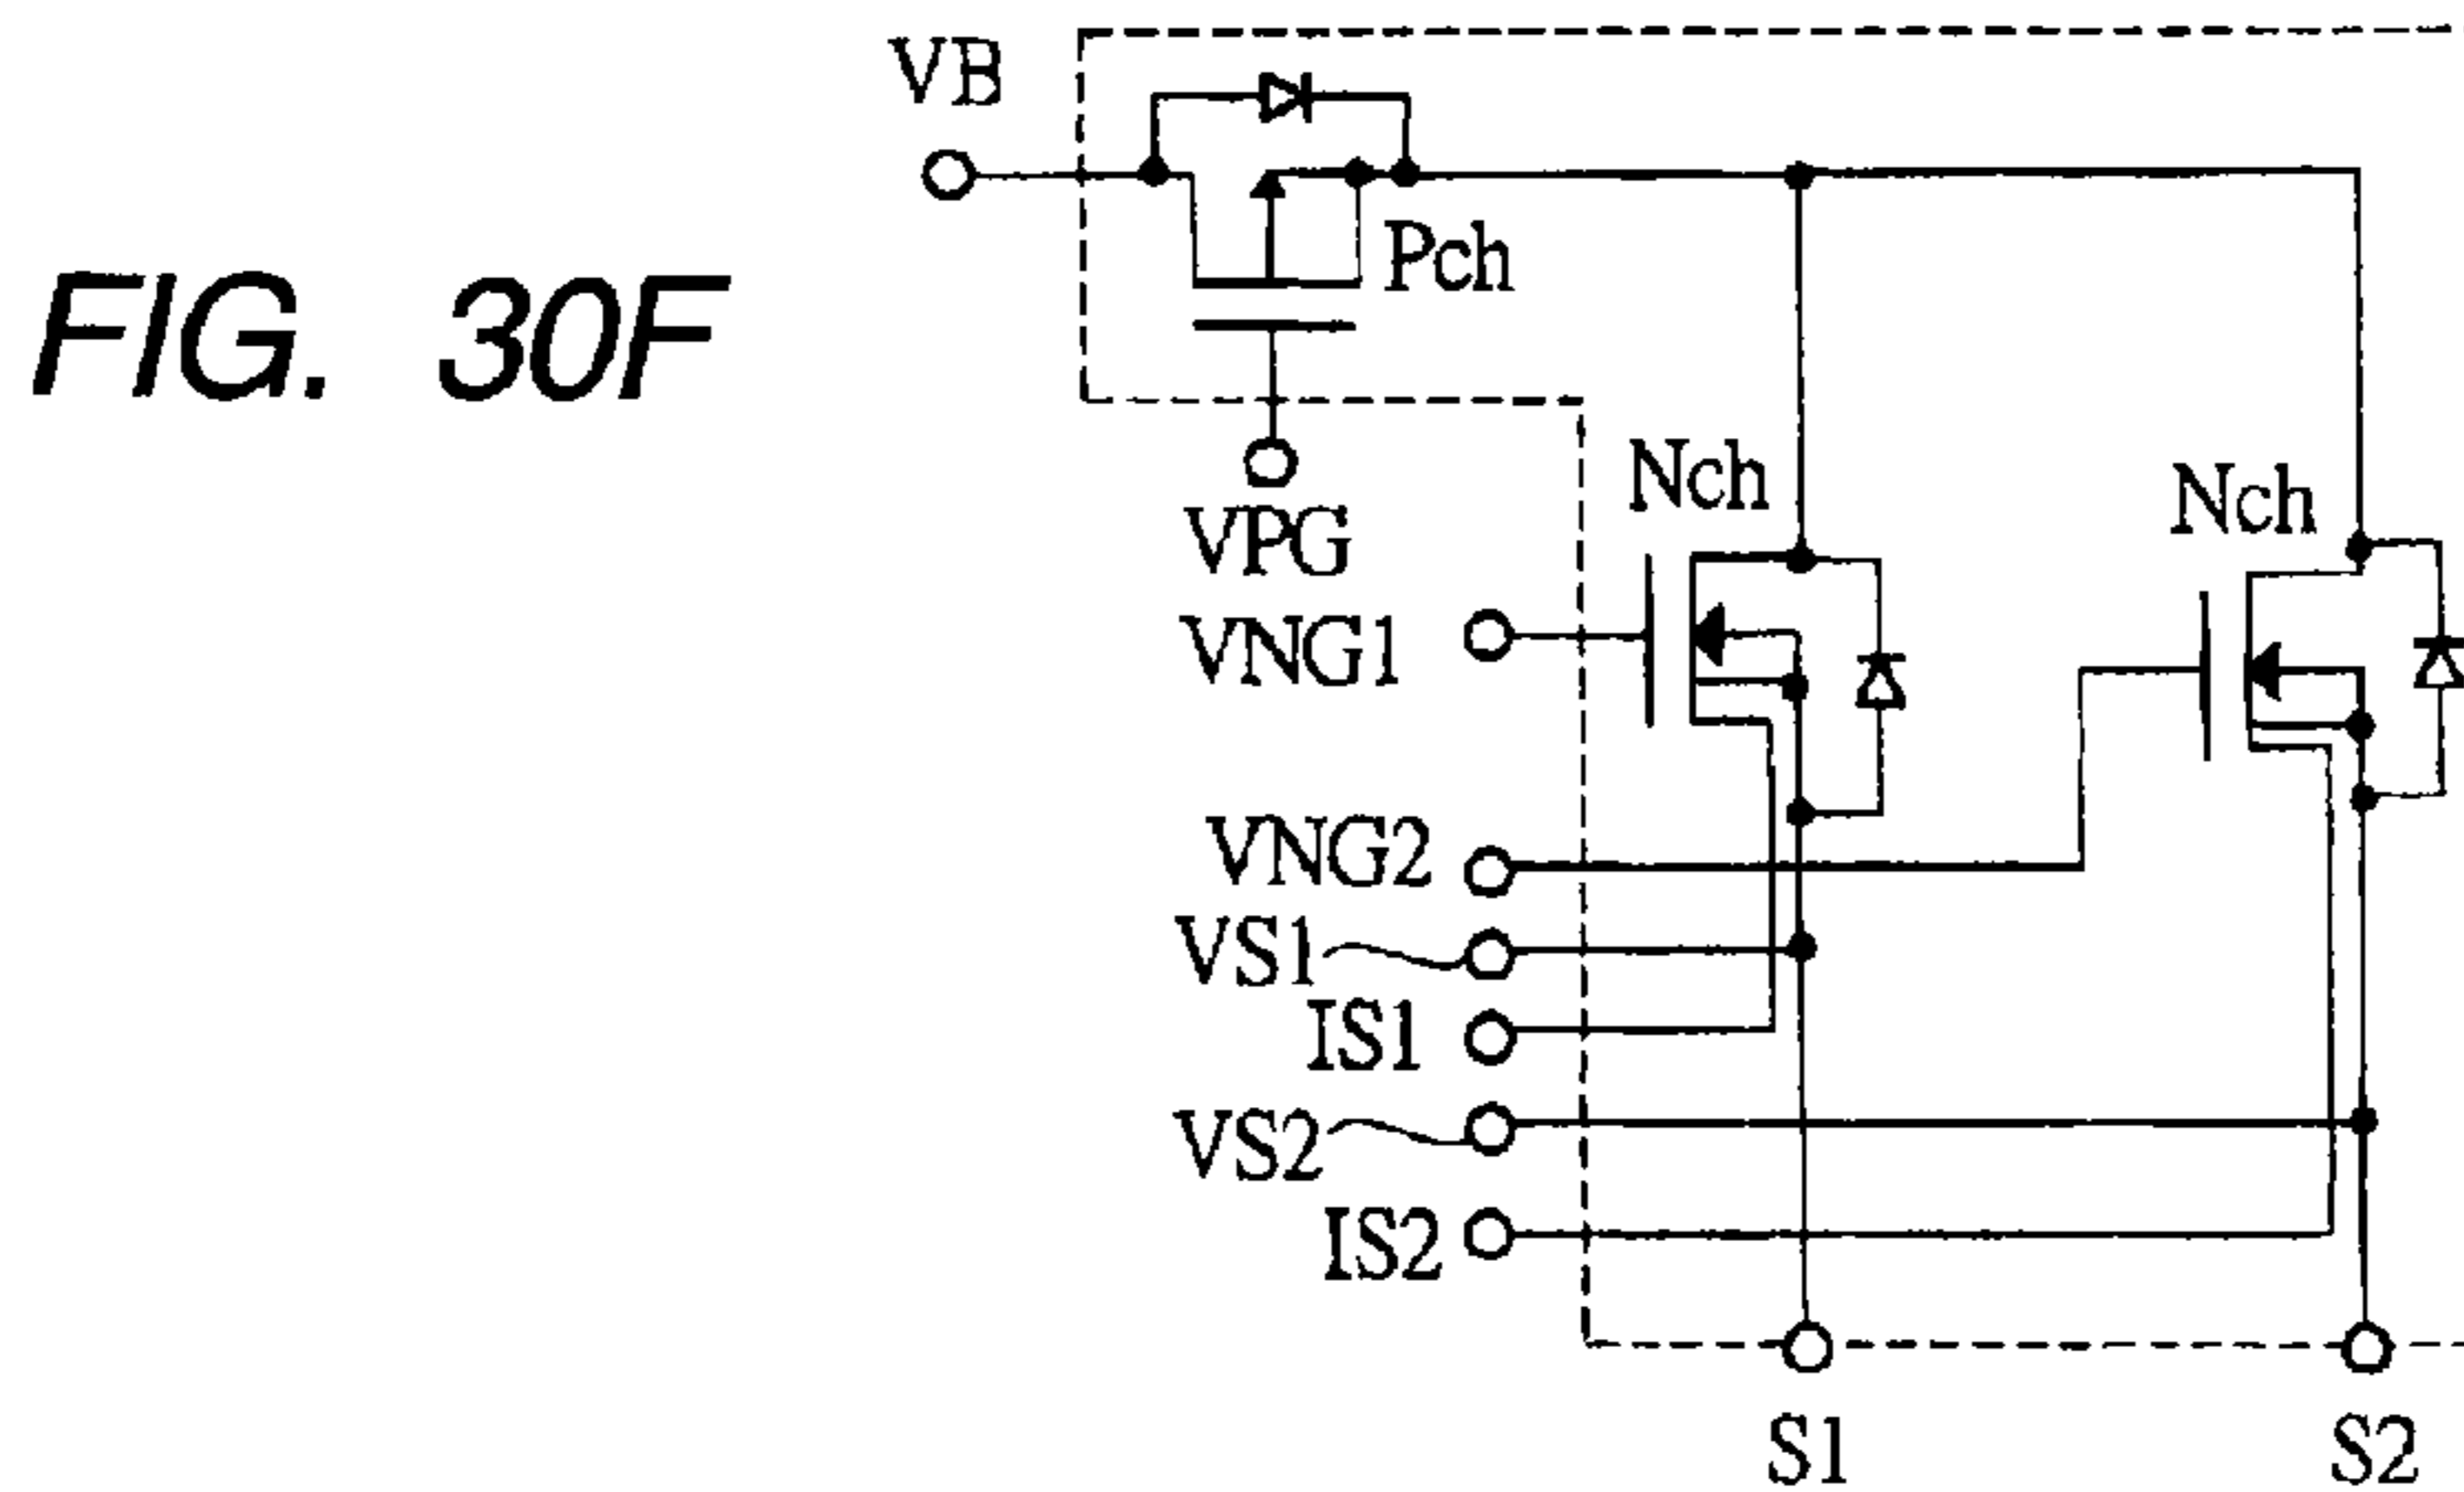 VB
FIG. 30F
Pch
Nch
Nch
VPG
VNG1
VNG2
VS1
IS1
VS2
IS2
S1
S2